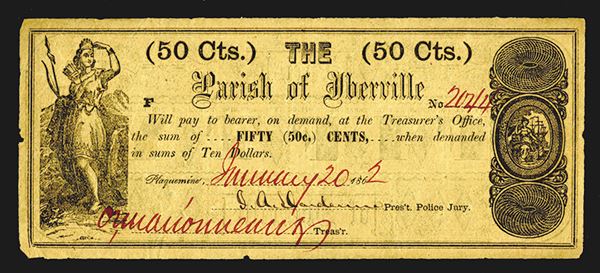 (50 Cts.) THE (50 Cts.)
Parish of Iberville
F No 2044
Will pay to bearer, on demand, at the Treasurer's Office,
the sum of .... FIFTY (50c.) CENTS, .... when demanded
in sums of Ten Dollars.
Plaquemine, January 20 1862
Pres't. Police Jury.
Treas'r.